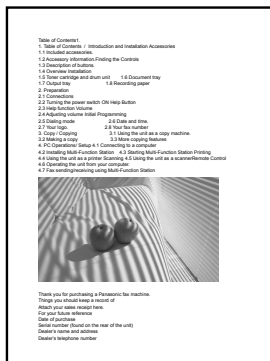 Table of Contents1.
1. Table of Contents / Introduction and Installation Accessories
1.1 Included accessories.
1.2 Accessory information.Finding the Controls
1.3 Description of buttons.
1.4 Overview Installation
1.5 Toner cartridge and drum unit 1.6 Document tray
1.7 Output tray 1.8 Recording paper
2. Preparation
2.1 Connections
2.2 Turning the power switch ON Help Button
2.3 Help function Volume
2.4 Adjusting volume Initial Programming
2.5 Dialing mode 2.6 Date and time.
2.7 Your logo. 2.8 Your fax number
3. Copy / Copying 3.1 Using the unit as a copy machine.
3.2 Making a copy 3.3 More copying features
4. PC Operations/ Setup 4.1 Connecting to a computer
4.2 Installing Multi-Function Station 4.3 Starting Multi-Function Station Printing
4.4 Using the unit as a printer Scanning 4.5 Using the unit as a scannerRemote Control
4.6 Operating the unit from your computer.
4.7 Fax sending/receiving using Multi-Function Station
Thank you for purchasing a Panasonic fax machine.
Things you should keep a record of
Attach your sales receipt here.
For your future reference
Date of purchase
Serial number (found on the rear of the unit)
Dealer's name and address
Dealer's telephone number